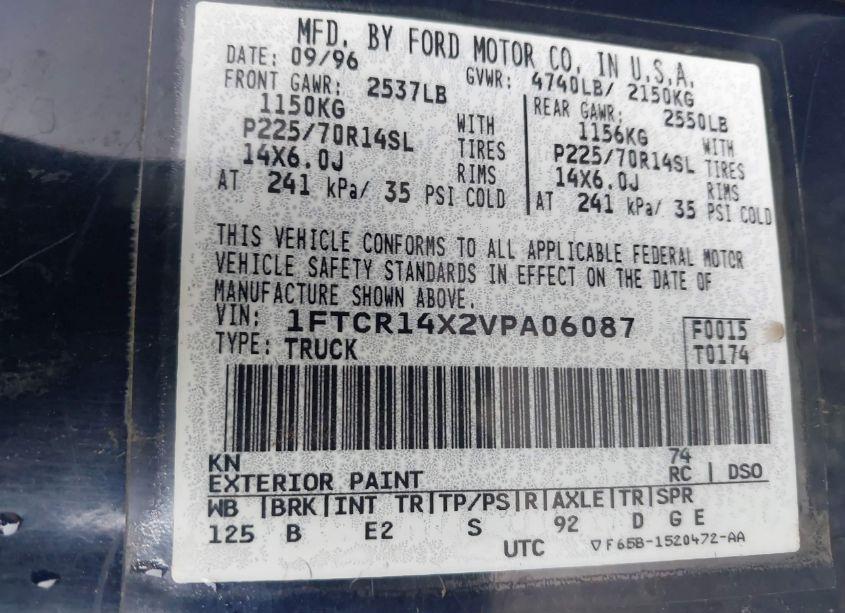 MFD. BY FORD MOTOR CO. IN U.S.A.
DATE: 09/96 GVWR: 4740LB/ 2150KG
FRONT GAWR: 2537LB REAR GAWR: 2550LB
1150KG WITH 1156KG WITH
P225/70R14SL TIRES P225/70R14SL TIRES
14X6.0J RIMS 14X6.0J RIMS
AT 241 kPa/ 35 PSI COLD AT 241 kPa/ 35 PSI COLD
THIS VEHICLE CONFORMS TO ALL APPLICABLE FEDERAL MOTOR
VEHICLE SAFETY STANDARDS IN EFFECT ON THE DATE OF
MANUFACTURE SHOWN ABOVE.
VIN: 1FTCR14X2VPA06087 F0015
TYPE: TRUCK T0174
KN 74
EXTERIOR PAINT RC | DSO
WB |BRK|INT TR|TP/PS|R|AXLE|TR|SPR
125 B E2 S 92 D G E
UTC ▽F65B-1520472-AA